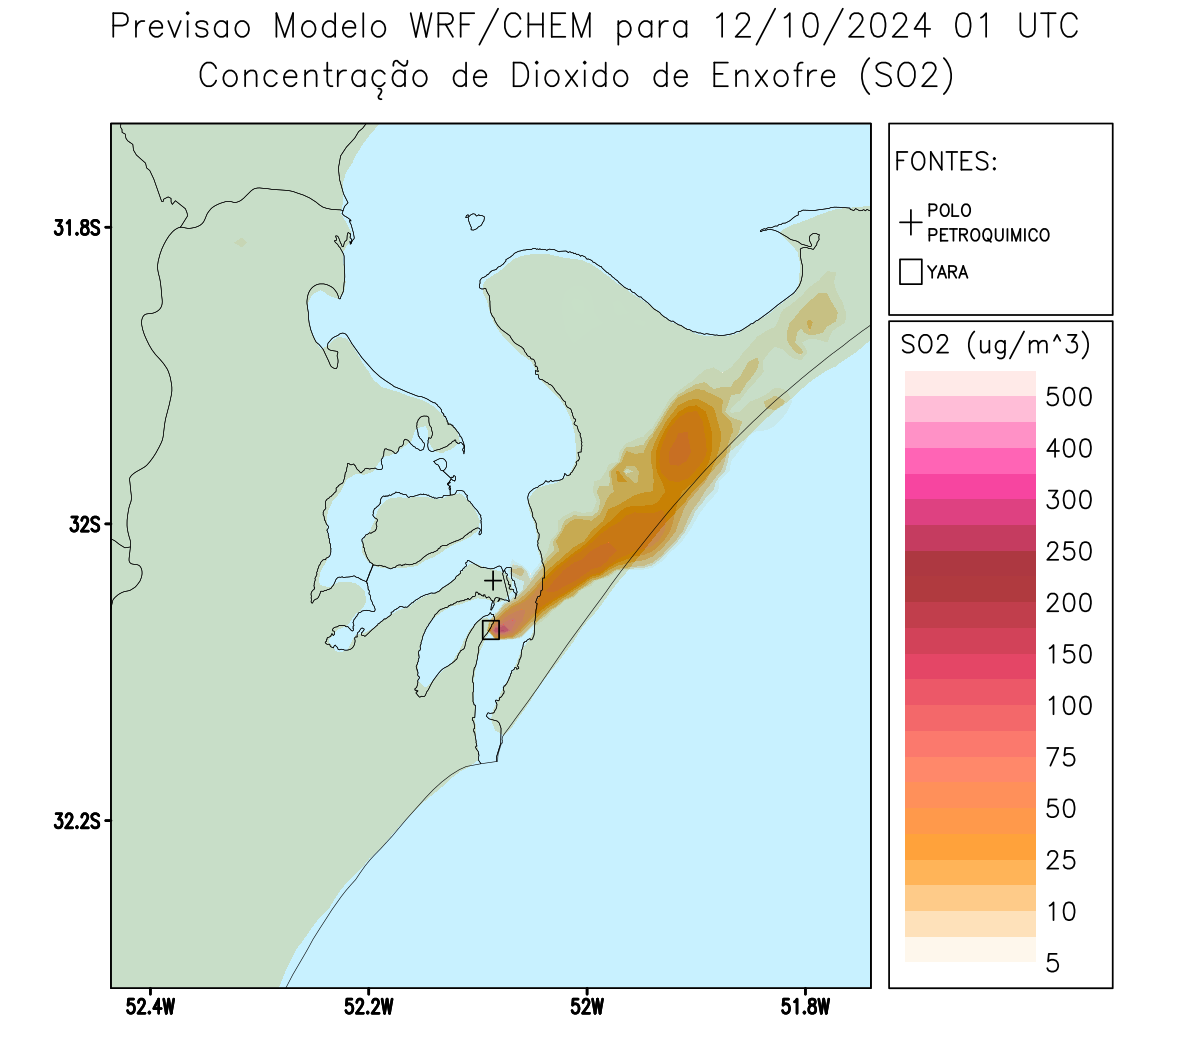 Previsao Modelo WRF/CHEM para 12/10/2024 01 UTC
Concentração de Dioxido de Enxofre (SO2)
FONTES:
POLO
PETROQUIMICO
YARA
SO2 (ug/m^3)
500
400
300
250
200
150
100
75
50
25
10
5
31.8S
32S
32.2S
52.4W
52.2W
52W
51.8W